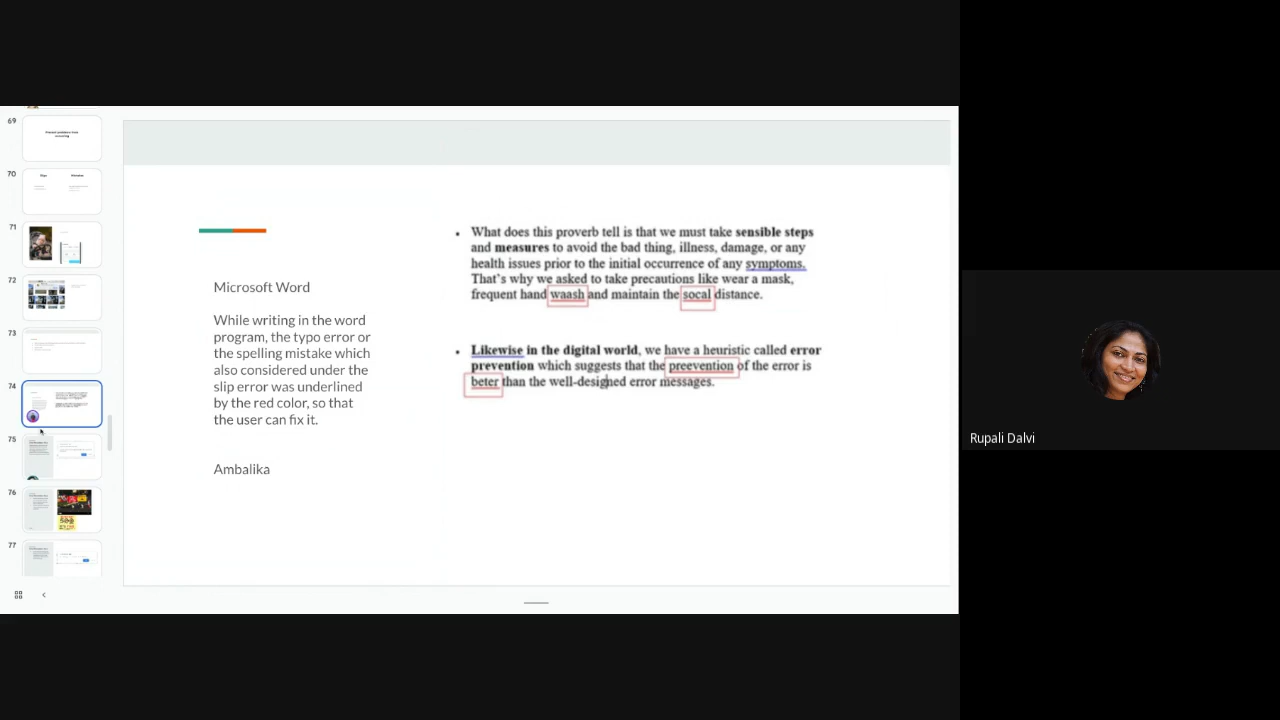 69
70
71
72
73
74
75
76
77
Microsoft Word
While writing in the word
program, the typo error or
the spelling mistake which
also considered under the
slip error was underlined
by the red color, so that
the user can fix it.
Ambalika
• What does this proverb tell is that we must take sensible steps
and measures to avoid the bad thing, illness, damage, or any
health issues prior to the initial occurrence of any symptoms.
That's why we asked to take precautions like wear a mask,
frequent hand waash and maintain the socal distance.
• Likewise in the digital world, we have a heuristic called error
prevention which suggests that the preevention of the error is
beter than the well-designed error messages.
Rupali Dalvi